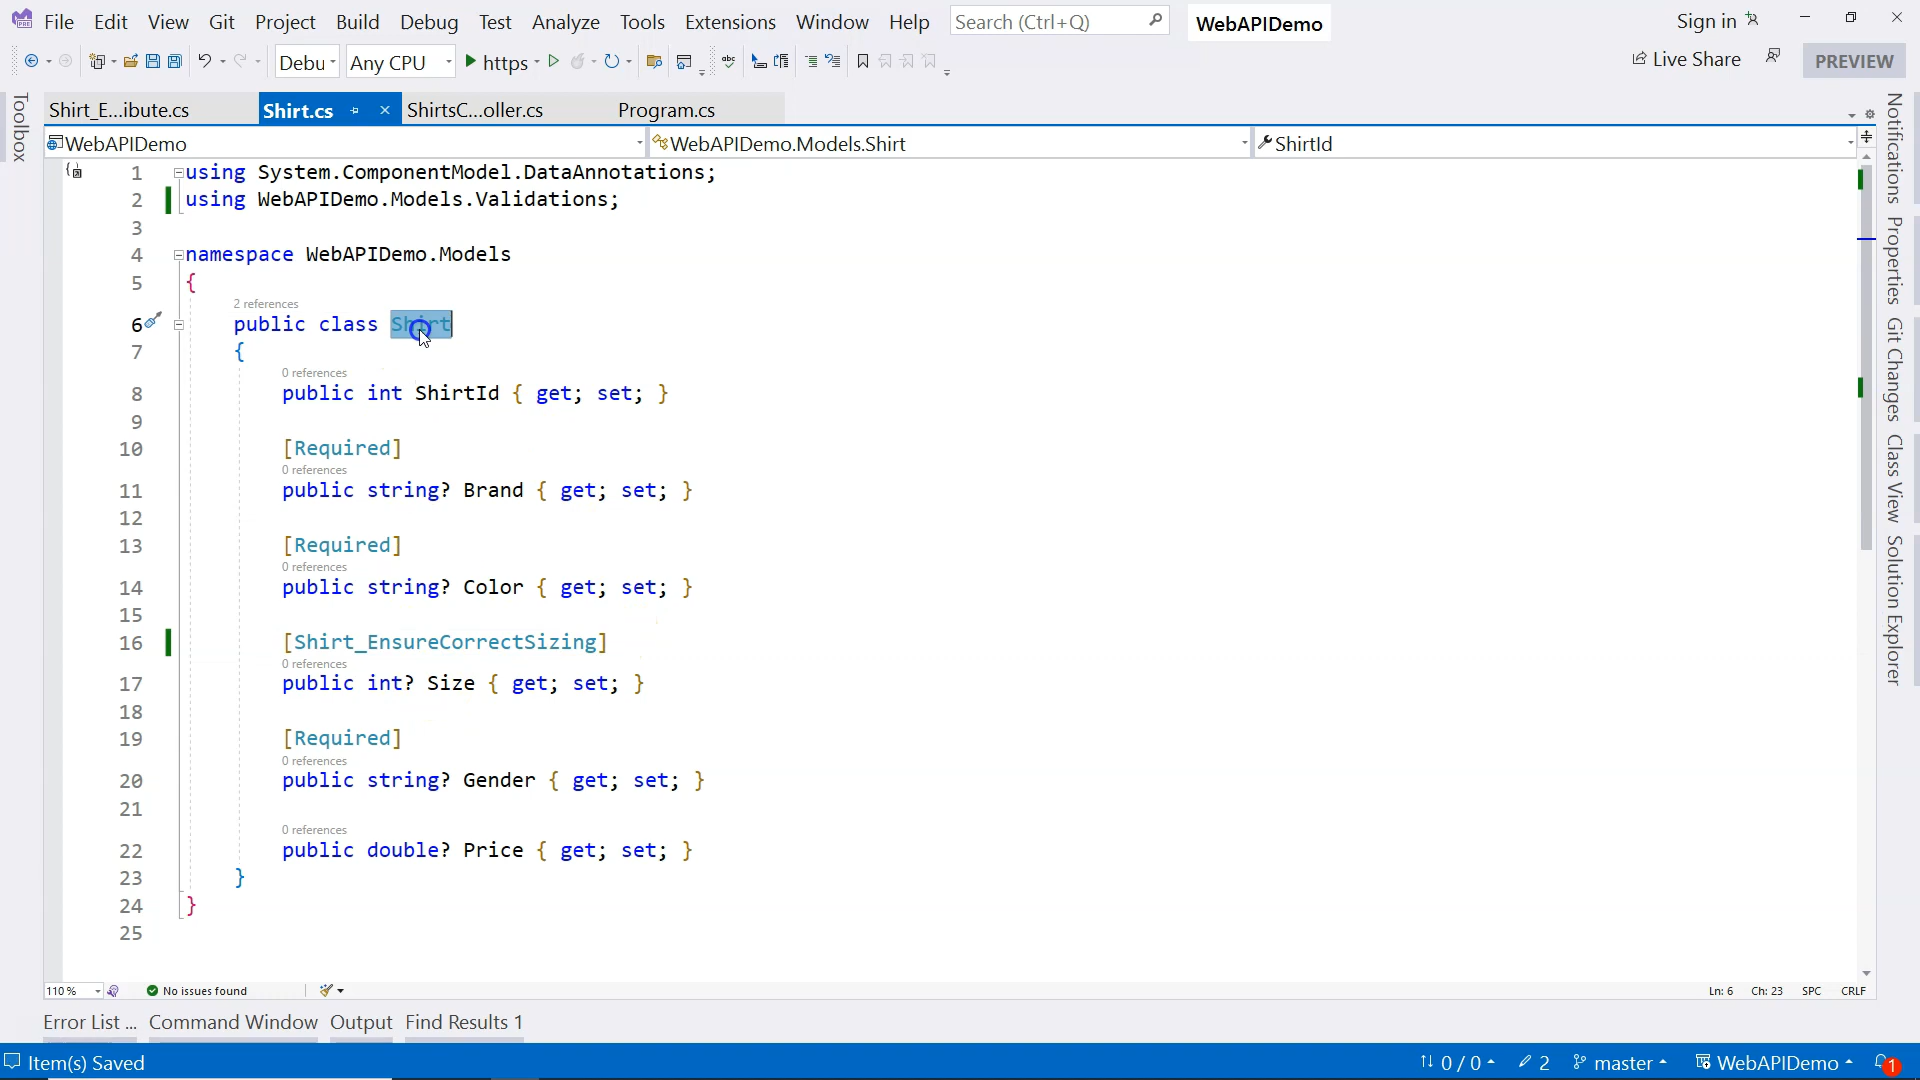 File Edit View Git Project Build Debug Test Analyze Tools Extensions Window Help Search (Ctrl+Q) WebAPIDemo Sign in
Debu Any CPU https Live Share PREVIEW
Toolbox
Shirt_E...ibute.cs Shirt.cs ShirtsC...oller.cs Program.cs
WebAPIDemo WebAPIDemo.Models.Shirt ShirtId
1 using System.ComponentModel.DataAnnotations;
2 using WebAPIDemo.Models.Validations;
3
4 namespace WebAPIDemo.Models
5 {
2 references
6 public class Shirt
7 {
0 references
8 public int ShirtId { get; set; }
9
10 [Required]
0 references
11 public string? Brand { get; set; }
12
13 [Required]
0 references
14 public string? Color { get; set; }
15
16 [Shirt_EnsureCorrectSizing]
0 references
17 public int? Size { get; set; }
18
19 [Required]
0 references
20 public string? Gender { get; set; }
21
0 references
22 public double? Price { get; set; }
23 }
24 }
25
Notifications
Properties
Git Changes
Class View
Solution Explorer
110 % No issues found Ln: 6 Ch: 23 SPC CRLF
Error List ... Command Window Output Find Results 1
Item(s) Saved 0 / 0 2 master WebAPIDemo 1